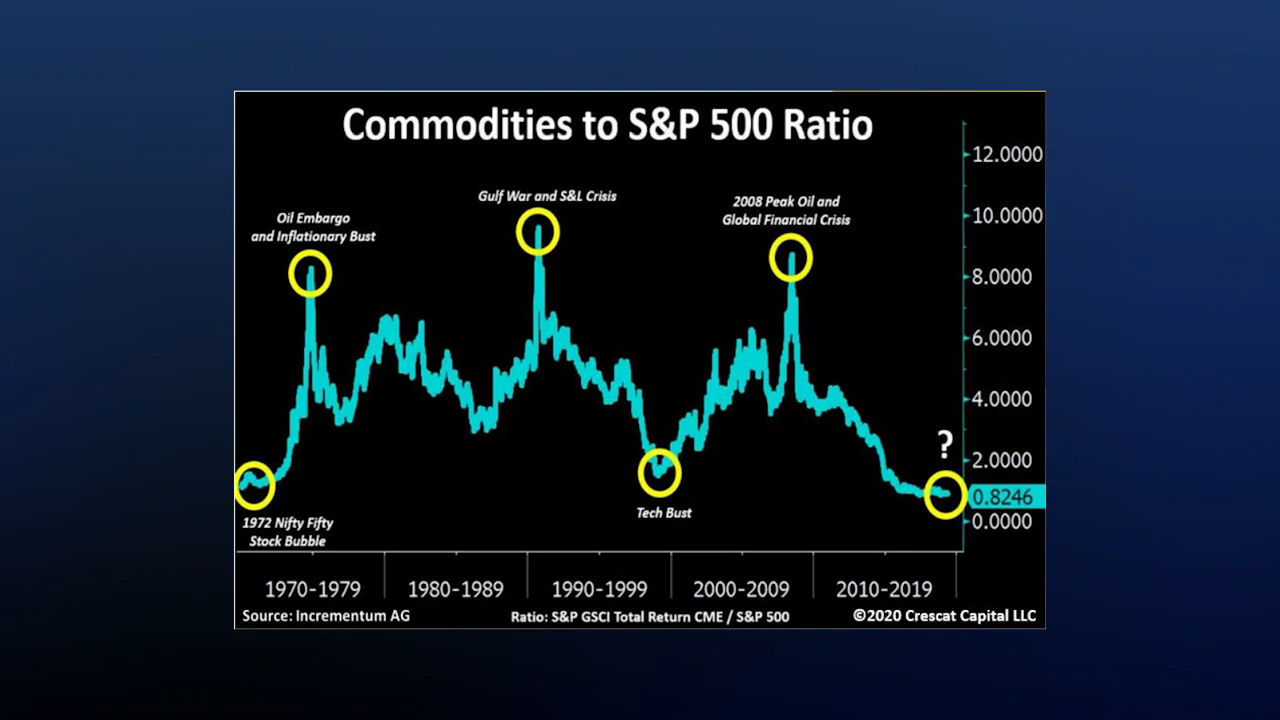 Commodities to S&P 500 Ratio
Gulf War and S&L Crisis
2008 Peak Oil and
Global Financial Crisis
Oil Embargo
and Inflationary Bust
12.0000
10.0000
8.0000
6.0000
4.0000
?
2.0000
0.8246
0.0000
Tech Bust
1972 Nifty Fifty
Stock Bubble
1970-1979 1980-1989 1990-1999 2000-2009 2010-2019
Source: Incrementum AG Ratio: S&P GSCI Total Return CME / S&P 500 ©2020 Crescat Capital LLC